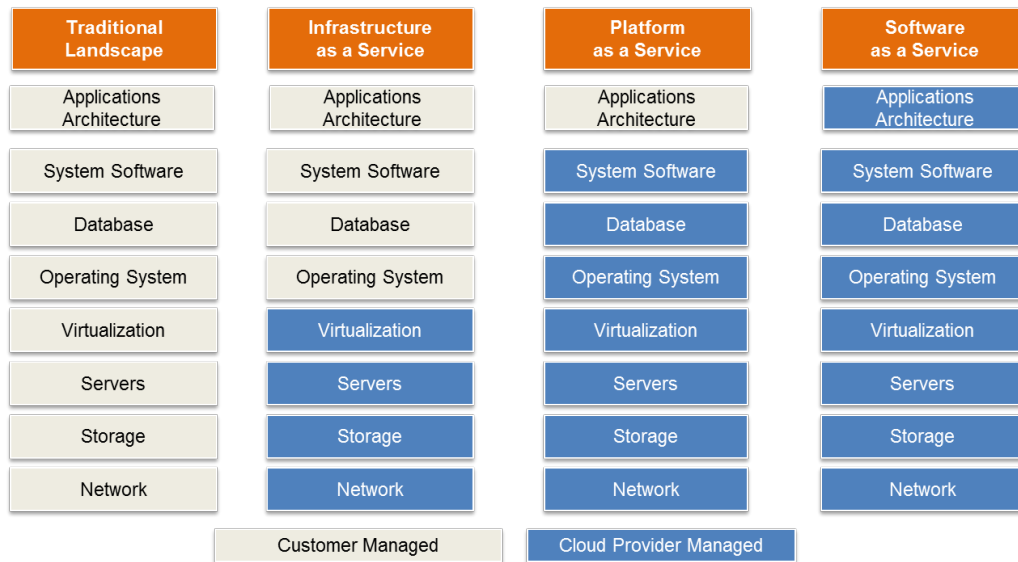 Traditional
Landscape
Infrastructure
as a Service
Platform
as a Service
Software
as a Service
Applications
Architecture
Applications
Architecture
Applications
Architecture
Applications
Architecture
System Software
System Software
System Software
System Software
Database
Database
Database
Database
Operating System
Operating System
Operating System
Operating System
Virtualization
Virtualization
Virtualization
Virtualization
Servers
Servers
Servers
Servers
Storage
Storage
Storage
Storage
Network
Network
Network
Network
Customer Managed
Cloud Provider Managed